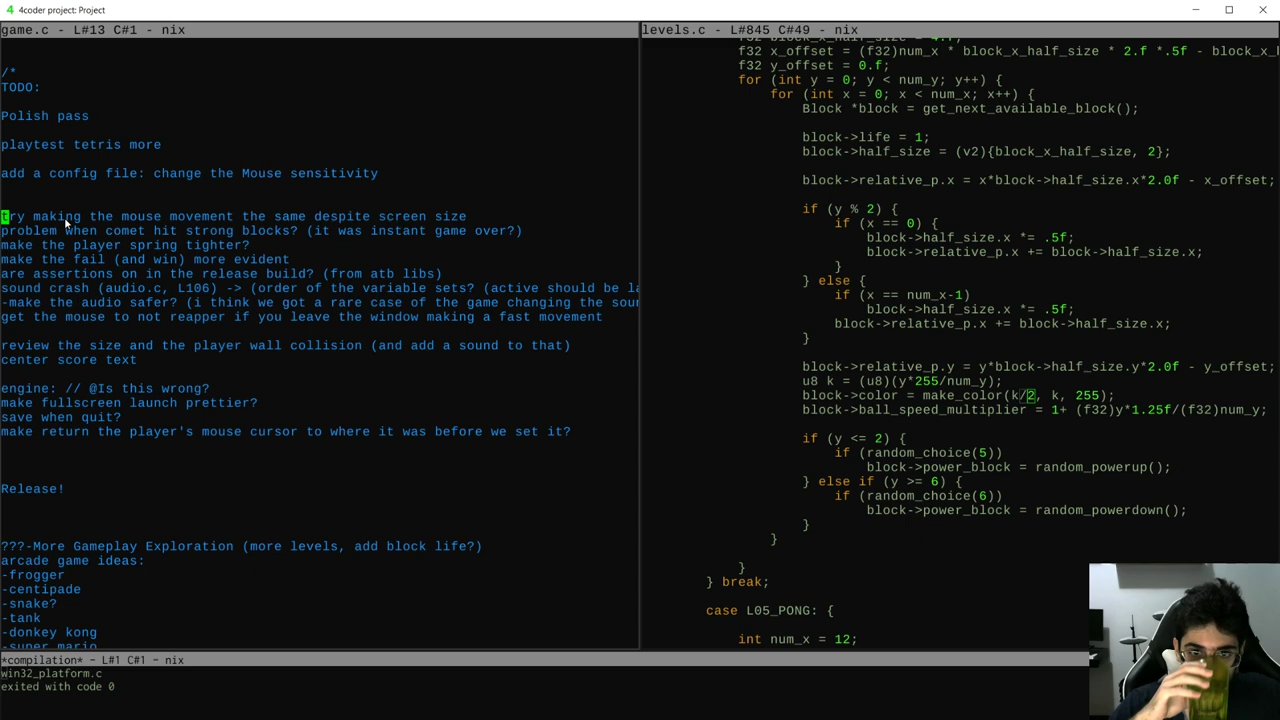 4coder project: Project
game.c - L#13 C#1 - nix
/*
TODO:
Polish pass
playtest tetris more
add a config file: change the Mouse sensitivity
try making the mouse movement the same despite screen size
problem when comet hit strong blocks? (it was instant game over?)
make the player spring tighter?
make the fail (and win) more evident
are assertions on in the release build? (from atb libs)
sound crash (audio.c, L106) -> (order of the variable sets? (active should be la
-make the audio safer? (i think we got a rare case of the game changing the soun
get the mouse to not reapper if you leave the window making a fast movement
review the size and the player wall collision (and add a sound to that)
center score text
engine: // @Is this wrong?
make fullscreen launch prettier?
save when quit?
make return the player's mouse cursor to where it was before we set it?
Release!
???-More Gameplay Exploration (more levels, add block life?)
arcade game ideas:
-frogger
-centipade
-snake?
-tank
-donkey kong
-super mario
levels.c - L#845 C#49 - nix
f32 block_x_half_size = 4.f;
f32 x_offset = (f32)num_x * block_x_half_size * 2.f *.5f - block_x_h
f32 y_offset = 0.f;
for (int y = 0; y < num_y; y++) {
for (int x = 0; x < num_x; x++) {
Block *block = get_next_available_block();
block->life = 1;
block->half_size = (v2){block_x_half_size, 2};
block->relative_p.x = x*block->half_size.x*2.0f - x_offset;
if (y % 2) {
if (x == 0) {
block->half_size.x *= .5f;
block->relative_p.x += block->half_size.x;
}
} else {
if (x == num_x-1)
block->half_size.x *= .5f;
block->relative_p.x += block->half_size.x;
}
block->relative_p.y = y*block->half_size.y*2.0f - y_offset;
u8 k = (u8)(y*255/num_y);
block->color = make_color(k/2, k, 255);
block->ball_speed_multiplier = 1+ (f32)y*1.25f/(f32)num_y;
if (y <= 2) {
if (random_choice(5))
block->power_block = random_powerup();
} else if (y >= 6) {
if (random_choice(6))
block->power_block = random_powerdown();
}
}
}
} break;
case L05_PONG: {
int num_x = 12;
*compilation* - L#1 C#1 - nix
win32_platform.c
exited with code 0